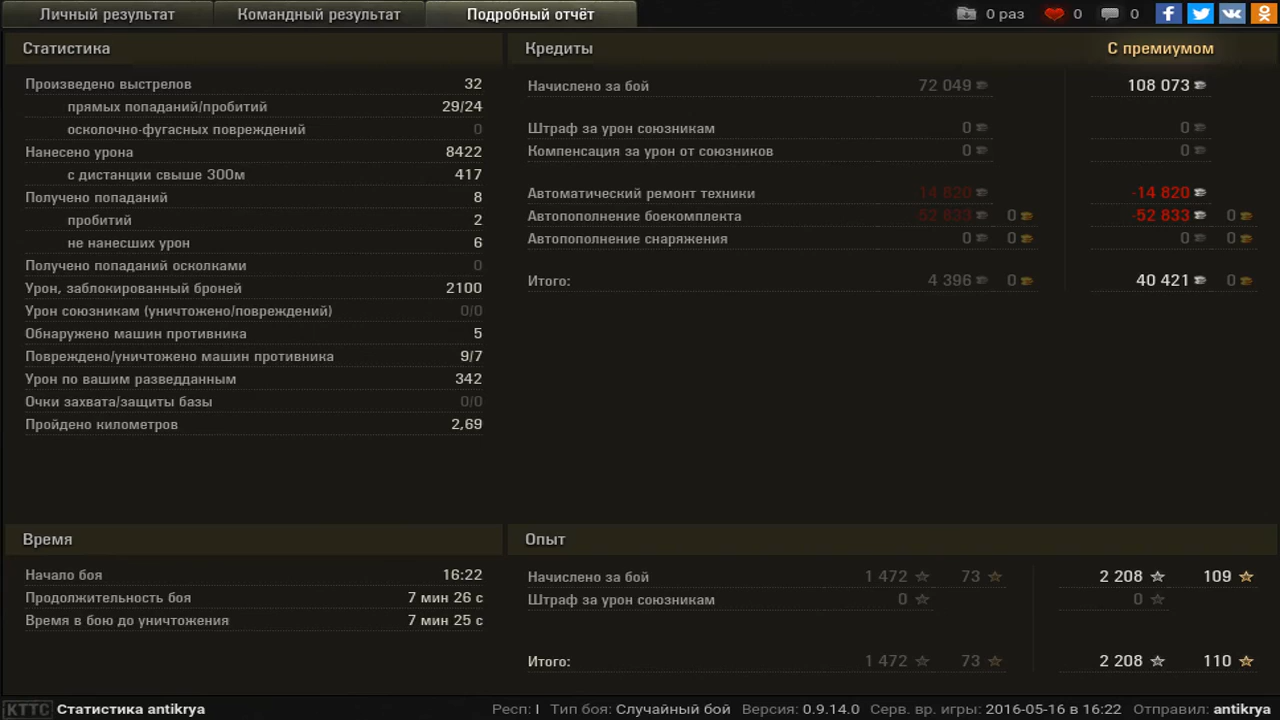 Личный результат Командный результат Подробный отчёт 0 раз 0 0
Статистика
Произведено выстрелов 32
прямых попаданий/пробитий 29/24
осколочно-фугасных повреждений 0
Нанесено урона 8422
с дистанции свыше 300м 417
Получено попаданий 8
пробитий 2
не нанесших урон 6
Получено попаданий осколками 0
Урон, заблокированный броней 2100
Урон союзникам (уничтожено/повреждений) 0/0
Обнаружено машин противника 5
Повреждено/уничтожено машин противника 9/7
Урон по вашим разведданным 342
Очки захвата/защиты базы 0/0
Пройдено километров 2,69
Кредиты С премиумом
Начислено за бой 72 049 108 073
Штраф за урон союзникам 0 0
Компенсация за урон от союзников 0 0
Автоматический ремонт техники -14 820 -14 820
Автопополнение боекомплекта -52 833 0 -52 833 0
Автопополнение снаряжения 0 0 0 0
Итого: 4 396 0 40 421 0
Время
Начало боя 16:22
Продолжительность боя 7 мин 26 с
Время в бою до уничтожения 7 мин 25 с
Опыт
Начислено за бой 1 472 73 2 208 109
Штраф за урон союзникам 0 0
Итого: 1 472 73 2 208 110
КТТС Статистика antikrya Респ: I Тип боя: Случайный бой Версия: 0.9.14.0 Серв. вр. игры: 2016-05-16 в 16:22 Отправил: antikrya